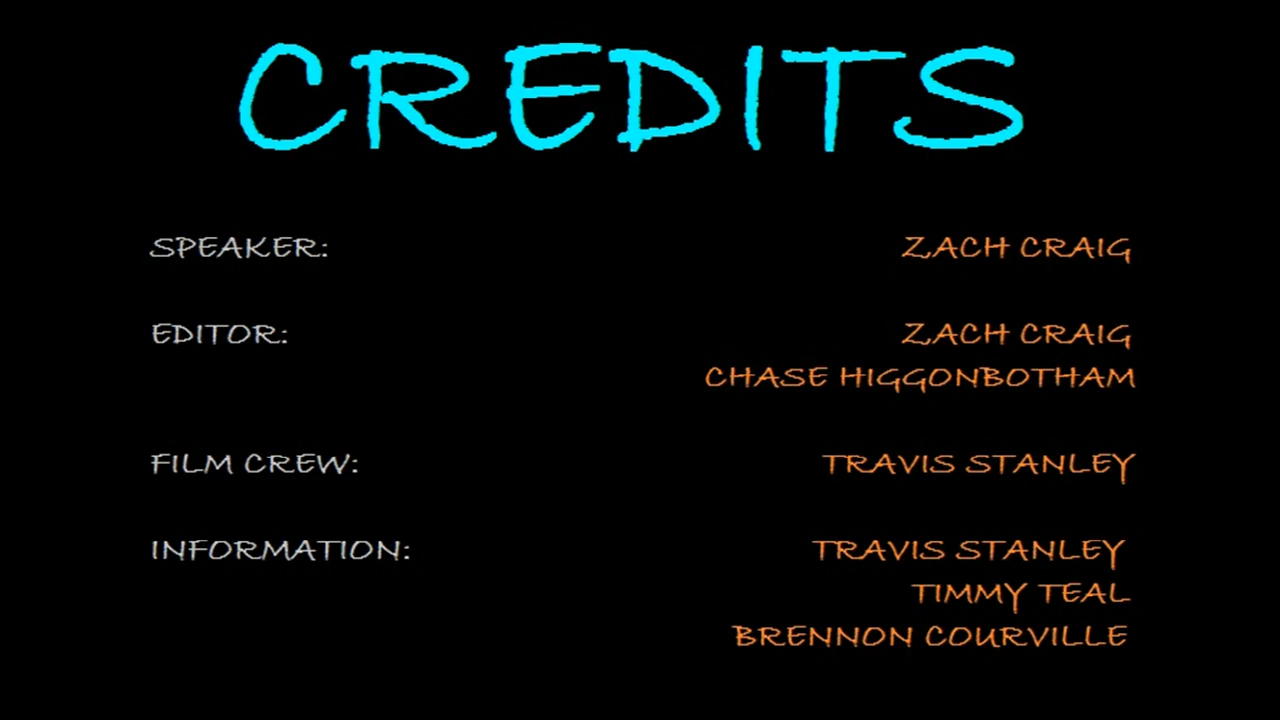 CREDITS
SPEAKER: ZACH CRAIG
EDITOR: ZACH CRAIG
CHASE HIGGONBOTHAM
FILM CREW: TRAVIS STANLEY
INFORMATION: TRAVIS STANLEY
TIMMY TEAL
BRENNON COURVILLE